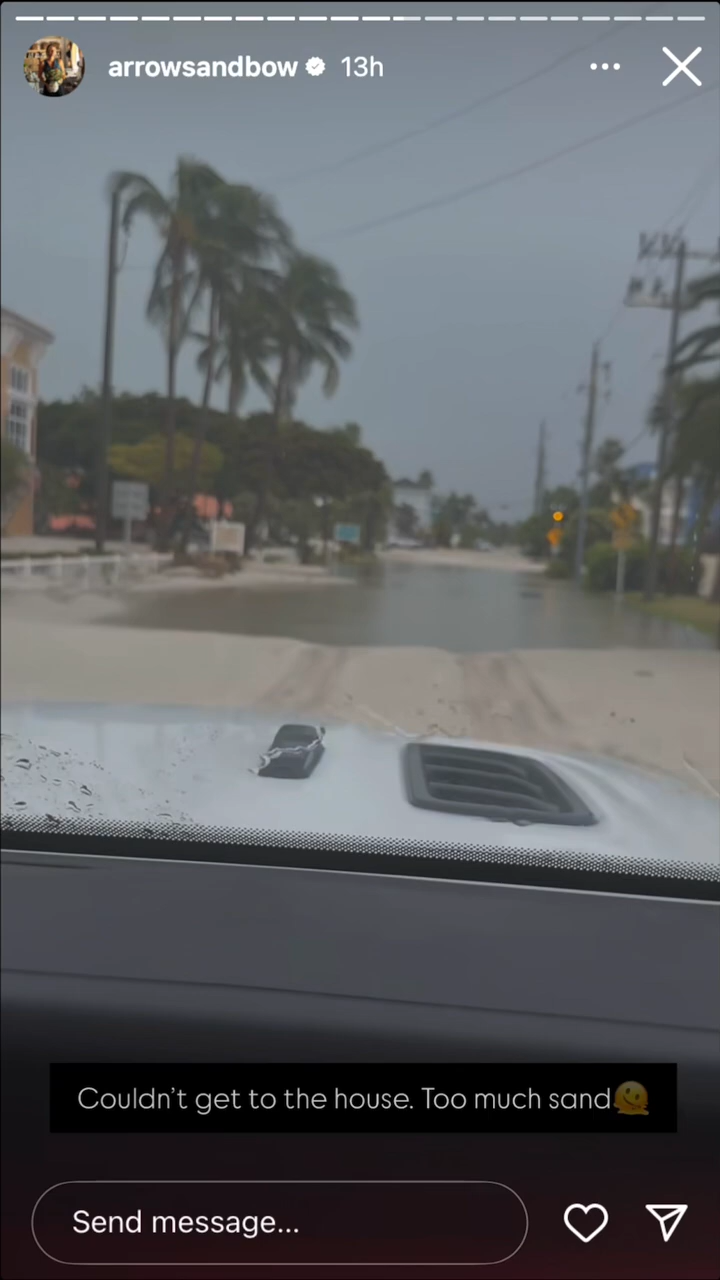 arrowsandbow 13h
Couldn't get to the house. Too much sand🫠
Send message...